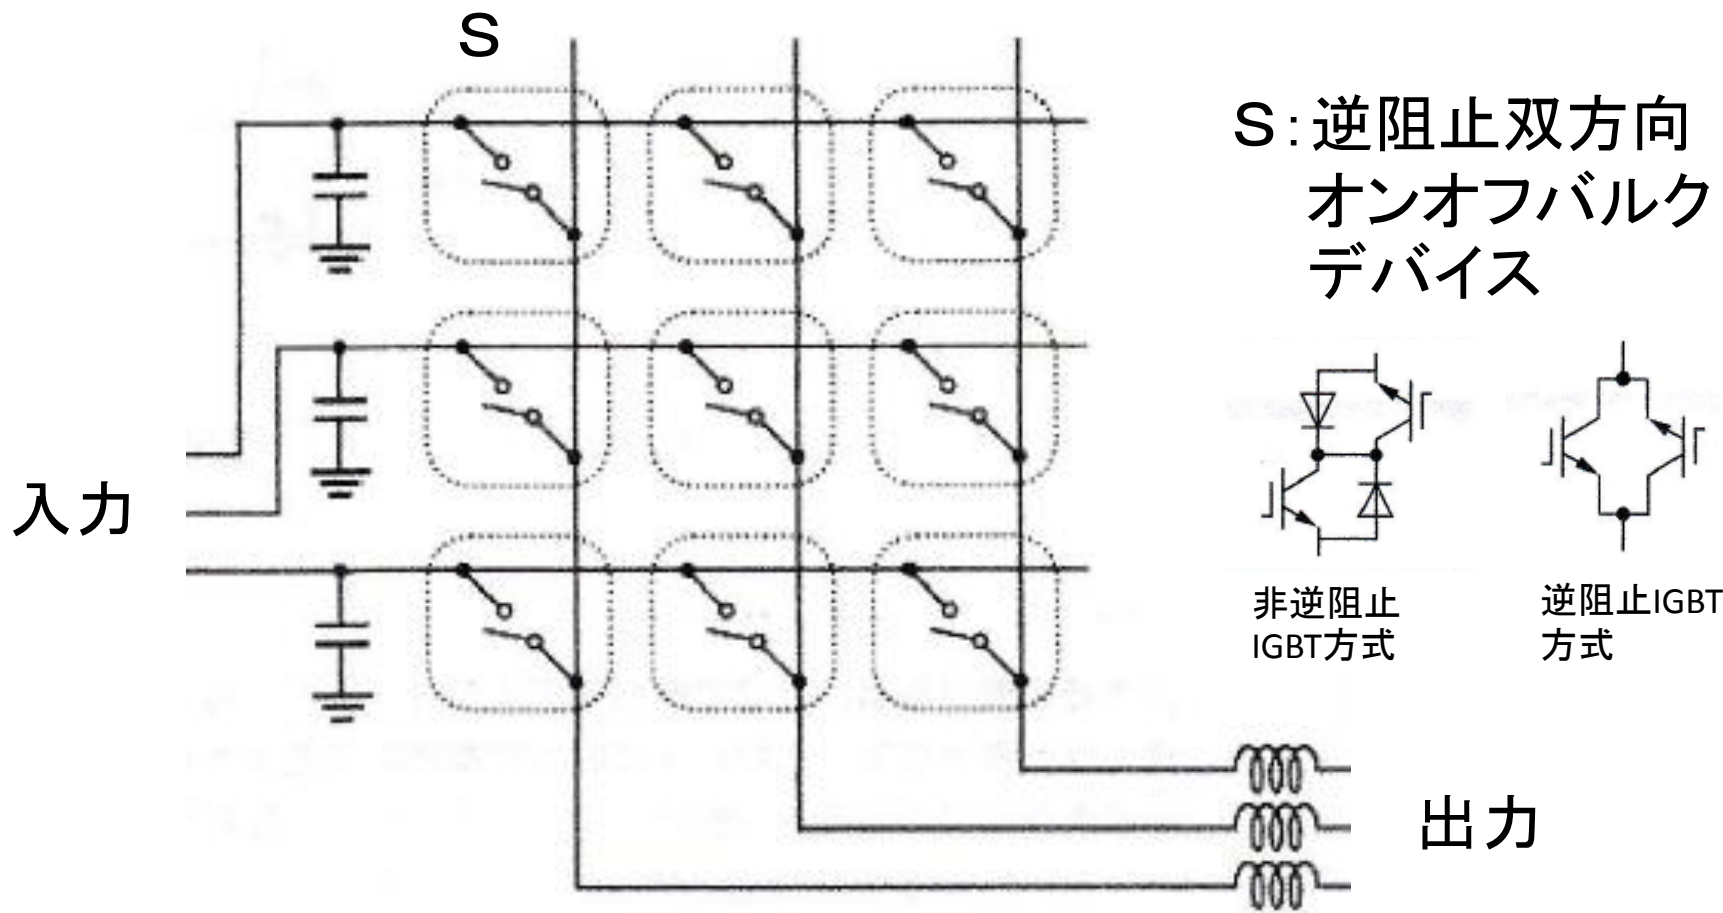 S
S:逆阻止双方向
オンオフバルク
デバイス
入力
非逆阻止
IGBT方式
逆阻止IGBT
方式
出力